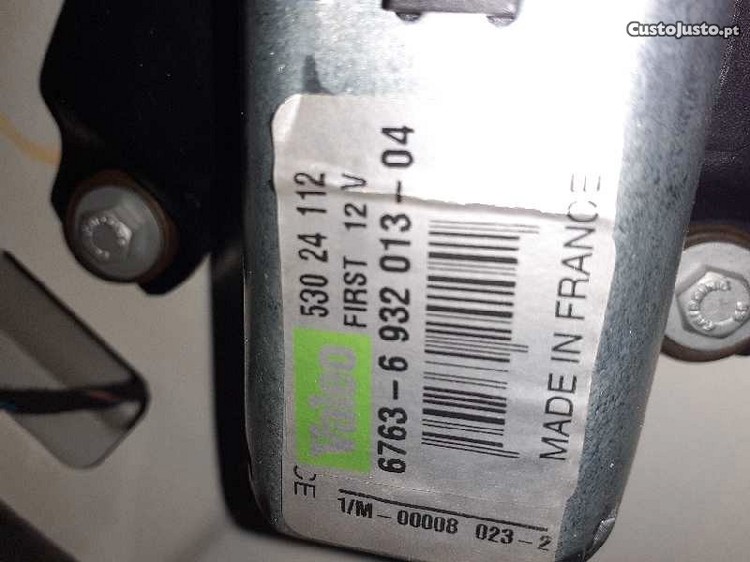 CustoJusto.pt
530 24 112
FIRST 12 V
Valeo
6763-6 932 013-04
MADE IN FRANCE
CE
1/M-00008 023-2